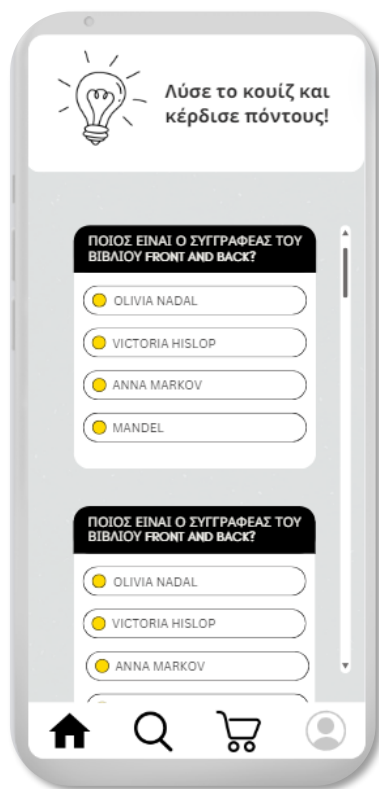 Λύσε το κουίζ και
κέρδισε πόντους!
ΠΟΙΟΣ ΕΙΝΑΙ Ο ΣΥΓΓΡΑΦΕΑΣ ΤΟΥ
ΒΙΒΛΙΟΥ FRONT AND BACK?
OLIVIA NADAL
VICTORIA HISLOP
ANNA MARKOV
MANDEL
ΠΟΙΟΣ ΕΙΝΑΙ Ο ΣΥΓΓΡΑΦΕΑΣ ΤΟΥ
ΒΙΒΛΙΟΥ FRONT AND BACK?
OLIVIA NADAL
VICTORIA HISLOP
ANNA MARKOV